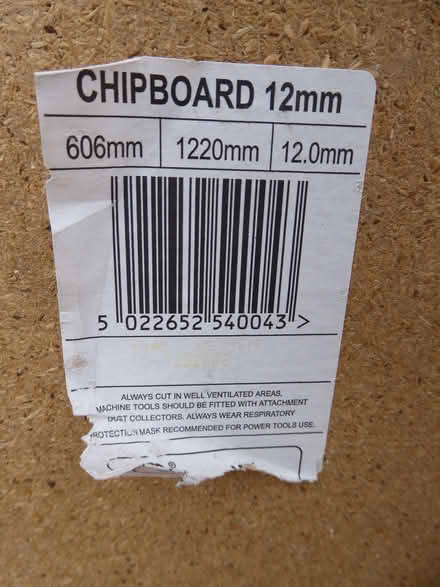 CHIPBOARD 12mm
606mm 1220mm 12.0mm
5 022652 540043 >
ALWAYS CUT IN WELL VENTILATED AREAS.
MACHINE TOOLS SHOULD BE FITTED WITH ATTACHMENT
DUST COLLECTORS. ALWAYS WEAR RESPIRATORY
PROTECTION MASK RECOMMENDED FOR POWER TOOLS USE.
®